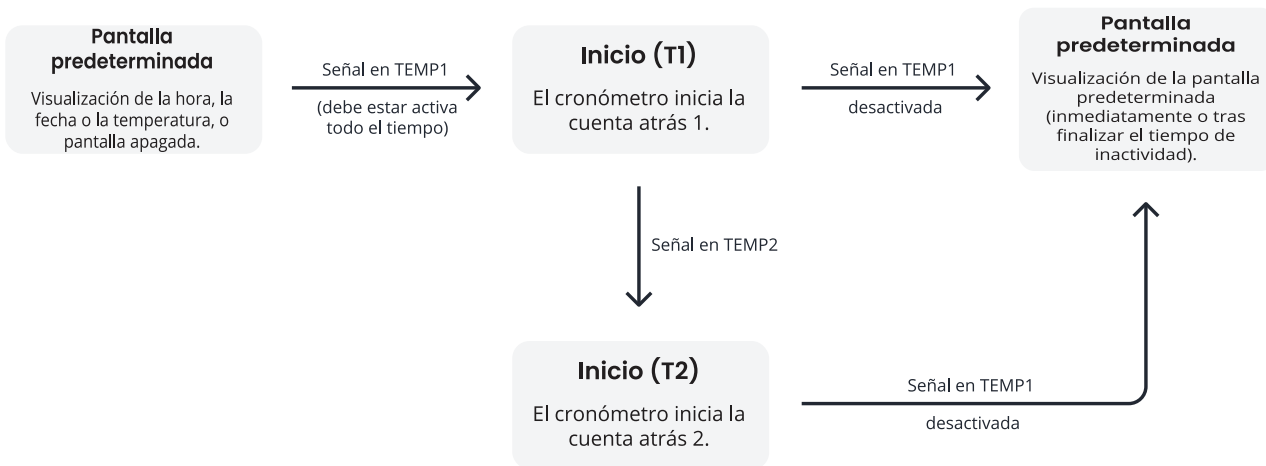 Pantalla
predeterminada
Visualización de la hora, la
fecha o la temperatura, o
pantalla apagada.
Señal en TEMP1
(debe estar activa
todo el tiempo)
Inicio (T1)
El cronómetro inicia la
cuenta atrás 1.
Señal en TEMP1
desactivada
Pantalla
predeterminada
Visualización de la pantalla
predeterminada
(inmediatamente o tras
finalizar el tiempo de
inactividad).
Señal en TEMP2
Inicio (T2)
El cronómetro inicia la
cuenta atrás 2.
Señal en TEMP1
desactivada